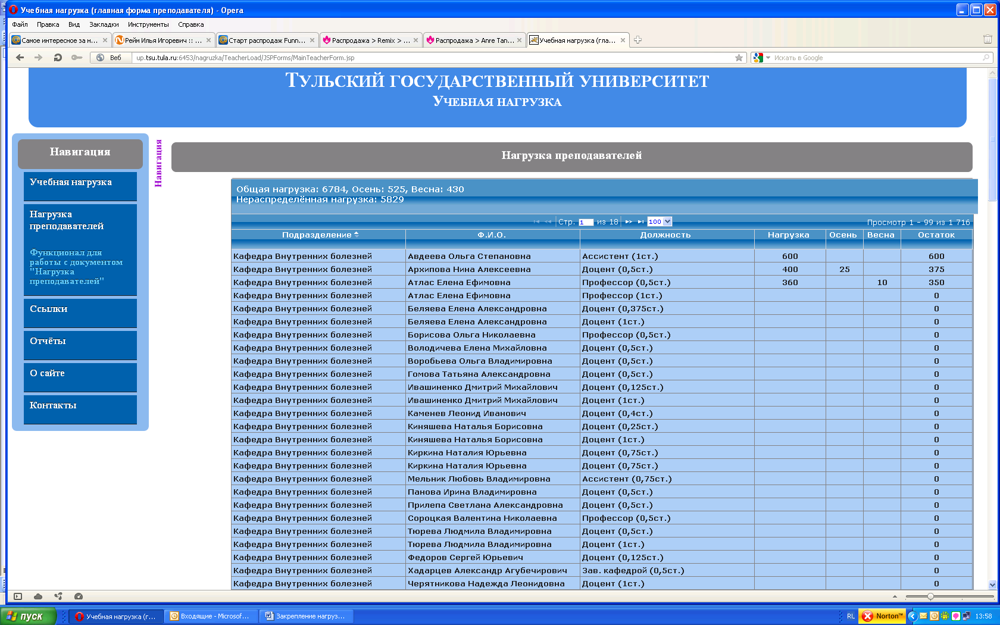 Учебная нагрузка (главная форма преподавателя) - Opera
Файл Правка Вид Закладки Инструменты Справка
Самое интересное за н... Рейм Илья Игоревич :: ... Старт распродаж Funn... Распродажа > Remix > ... Распродажа > Anre Tan... Учебная нагрузка (гла...
Веб up.tsu.tula.ru:6453/nagruzka/TeacherLoad/JSPForms/MainTeacherForm.jsp Искать в Google
Тульский государственный университет
Учебная нагрузка
Навигация
Учебная нагрузка
Нагрузка
преподавателей
Функционал для
работы с документом
"Нагрузка
преподавателей"
Ссылки
Отчёты
О сайте
Контакты
Навигация
Нагрузка преподавателей
Общая нагрузка: 6784, Осень: 525, Весна: 430
Нераспределённая нагрузка: 5829
Стр. 1 из 18 100 Просмотр 1 - 99 из 1 716
Подразделение Ф.И.О. Должность Нагрузка Осень Весна Остаток
Кафедра Внутренних болезней Авдеева Ольга Степановна Ассистент (1ст.) 600 600
Кафедра Внутренних болезней Архипова Нина Алексеевна Доцент (0,5ст.) 400 25 375
Кафедра Внутренних болезней Атлас Елена Ефимовна Профессор (0,5ст.) 360 10 350
Кафедра Внутренних болезней Атлас Елена Ефимовна Профессор (1ст.) 0
Кафедра Внутренних болезней Беляева Елена Александровна Доцент (0,375ст.) 0
Кафедра Внутренних болезней Беляева Елена Александровна Доцент (1ст.) 0
Кафедра Внутренних болезней Борисова Ольга Николаевна Профессор (0,5ст.) 0
Кафедра Внутренних болезней Володичева Елена Михайловна Доцент (0,5ст.) 0
Кафедра Внутренних болезней Воробьева Ольга Владимировна Доцент (0,5ст.) 0
Кафедра Внутренних болезней Гомова Татьяна Александровна Доцент (0,5ст.) 0
Кафедра Внутренних болезней Ивашиненко Дмитрий Михайлович Доцент (0,125ст.) 0
Кафедра Внутренних болезней Ивашиненко Дмитрий Михайлович Доцент (1ст.) 0
Кафедра Внутренних болезней Каменев Леонид Иванович Доцент (0,4ст.) 0
Кафедра Внутренних болезней Киняшева Наталья Борисовна Доцент (0,25ст.) 0
Кафедра Внутренних болезней Киняшева Наталья Борисовна Доцент (1ст.) 0
Кафедра Внутренних болезней Киркина Наталия Юрьевна Доцент (0,75ст.) 0
Кафедра Внутренних болезней Киркина Наталия Юрьевна Доцент (0,75ст.) 0
Кафедра Внутренних болезней Мельник Любовь Владимировна Ассистент (0,75ст.) 0
Кафедра Внутренних болезней Панова Ирина Владимировна Доцент (0,5ст.) 0
Кафедра Внутренних болезней Прилепа Светлана Александровна Доцент (0,5ст.) 0
Кафедра Внутренних болезней Сороцкая Валентина Николаевна Профессор (0,5ст.) 0
Кафедра Внутренних болезней Тюрева Людмила Владимировна Доцент (0,5ст.) 0
Кафедра Внутренних болезней Тюрева Людмила Владимировна Доцент (1ст.) 0
Кафедра Внутренних болезней Федоров Сергей Юрьевич Доцент (0,125ст.) 0
Кафедра Внутренних болезней Хадарцев Александр Агубечирович Зав. кафедрой (0,5ст.) 0
Кафедра Внутренних болезней Черятникова Надежда Леонидовна Доцент (1ст.) 0
пуск Учебная нагрузка (г... Входящие - Microsof... Закрепление нагруз... RL Norton™ 13:58